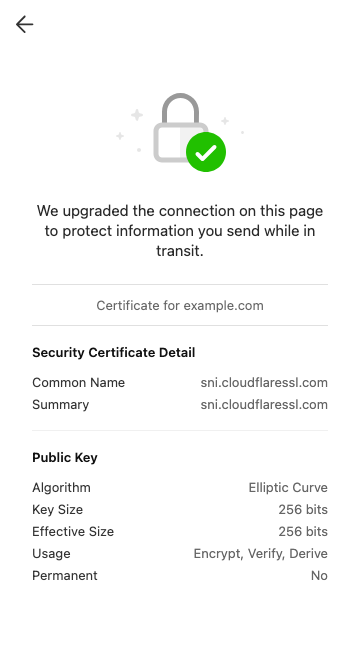 We upgraded the connection on this page
to protect information you send while in
transit.
Certificate for example.com
Security Certificate Detail
Common Name sni.cloudflaressl.com
Summary sni.cloudflaressl.com
Public Key
Algorithm Elliptic Curve
Key Size 256 bits
Effective Size 256 bits
Usage Encrypt, Verify, Derive
Permanent No